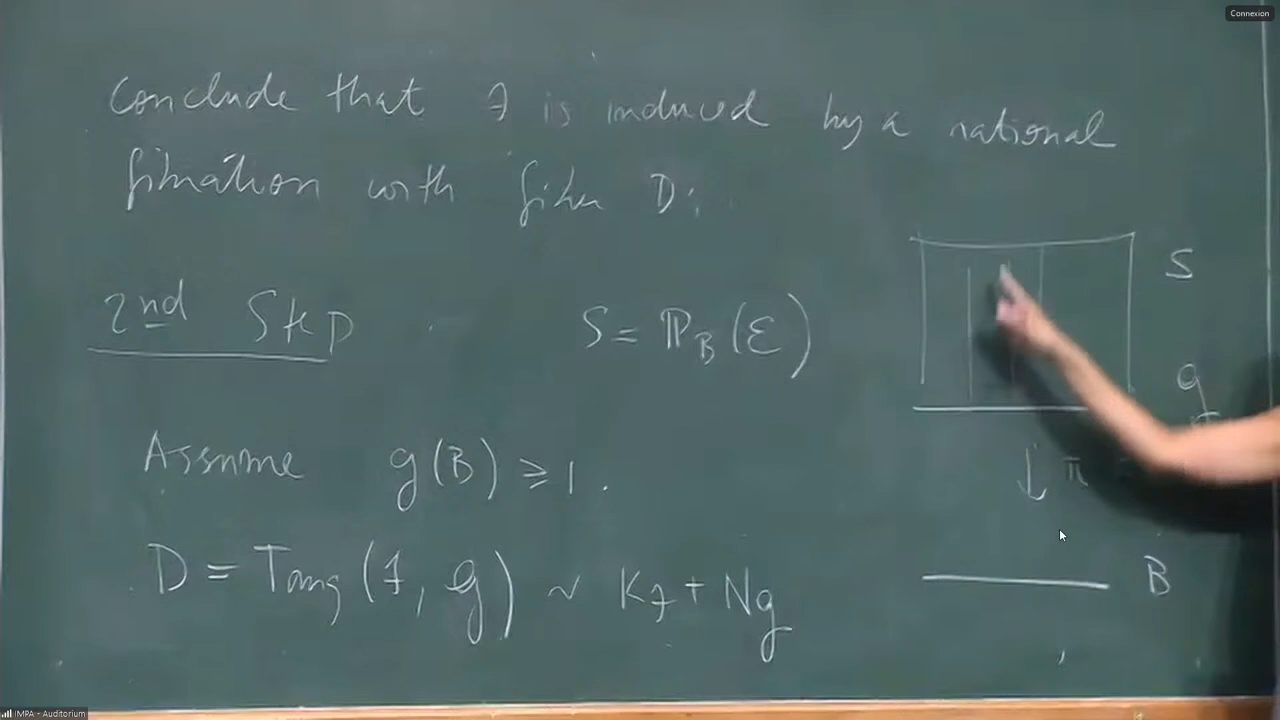 Conclude that F is induced by a rational
fibration with fiber D;
2nd Step
S = ℙ_B(ℰ)
Assume g(B) ≥ 1.
D = Tang(F, G) ~ K_F + N_G
S
G
↓ π
B
Connexion
IMPA - Auditorium